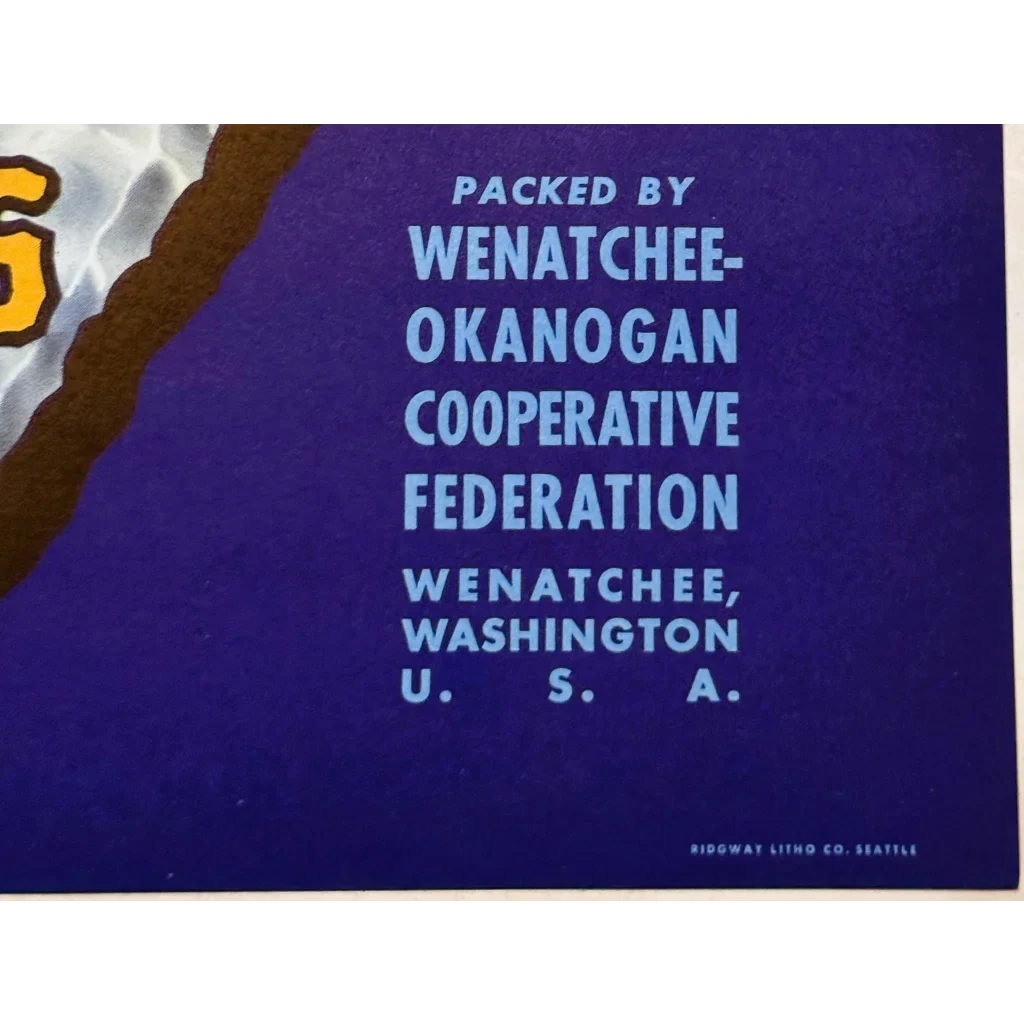 PACKED BY
WENATCHEE-
OKANOGAN
COOPERATIVE
FEDERATION
WENATCHEE,
WASHINGTON
U. S. A.
RIDGWAY LITHO CO. SEATTLE